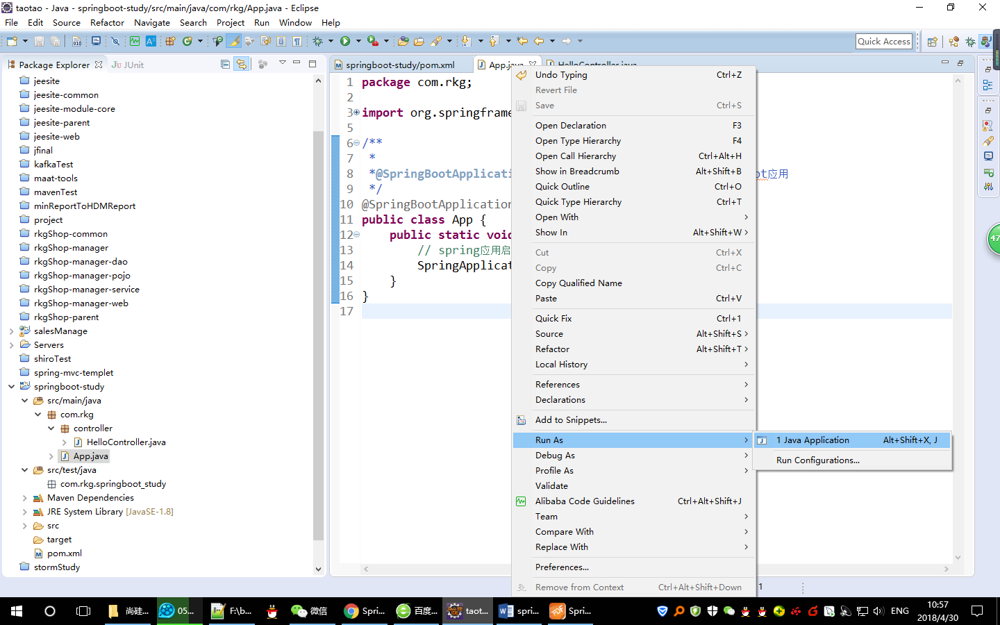 taotao - Java - springboot-study/src/main/java/com/rkg/App.java - Eclipse
File Edit Source Refactor Navigate Search Project Run Window Help
Quick Access
Package Explorer JUnit
jeesite
jeesite-common
jeesite-module-core
jeesite-parent
jeesite-web
jfinal
kafkaTest
maat-tools
mavenTest
minReportToHDMReport
project
rkgShop-common
rkgShop-manager
rkgShop-manager-dao
rkgShop-manager-pojo
rkgShop-manager-service
rkgShop-manager-web
rkgShop-parent
salesManage
Servers
shiroTest
spring-mvc-templet
springboot-study
src/main/java
com.rkg
controller
HelloController.java
App.java
src/test/java
com.rkg.springboot_study
Maven Dependencies
JRE System Library [JavaSE-1.8]
src
target
pom.xml
stormStudy
springboot-study/pom.xml App.java HelloController.java
1 package com.rkg;
2
3 import org.springframe
5
6 /**
7 *
8 *@SpringBootApplicati ot应用
9 */
10 @SpringBootApplication
11 public class App {
12 public static void
13 // spring应用启
14 SpringApplicat
15 }
16 }
17
Undo Typing Ctrl+Z
Revert File
Save Ctrl+S
Open Declaration F3
Open Type Hierarchy F4
Open Call Hierarchy Ctrl+Alt+H
Show in Breadcrumb Alt+Shift+B
Quick Outline Ctrl+O
Quick Type Hierarchy Ctrl+T
Open With
Show In Alt+Shift+W
Cut Ctrl+X
Copy Ctrl+C
Copy Qualified Name
Paste Ctrl+V
Quick Fix Ctrl+1
Source Alt+Shift+S
Refactor Alt+Shift+T
Local History
References
Declarations
Add to Snippets...
Run As
Debug As
Profile As
Validate
Alibaba Code Guidelines Ctrl+Alt+Shift+J
Team
Compare With
Replace With
Preferences...
Remove from Context Ctrl+Alt+Shift+Down
1 Java Application Alt+Shift+X, J
Run Configurations...
47
1
尚硅... 05... F:\b... 微信 Spri... 百度... taot... spri... Spri...
ENG
10:57
2018/4/30